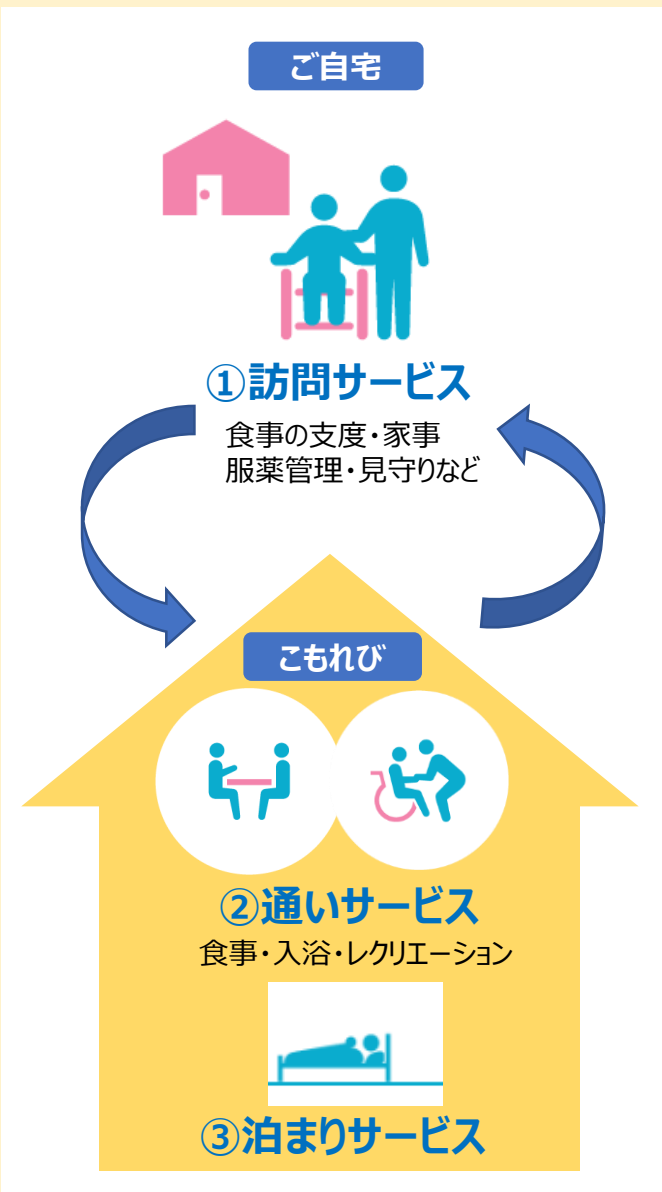 ご自宅
①訪問サービス
食事の支度・家事
服薬管理・見守りなど
こもれび
②通いサービス
食事・入浴・レクリエーション
③泊まりサービス